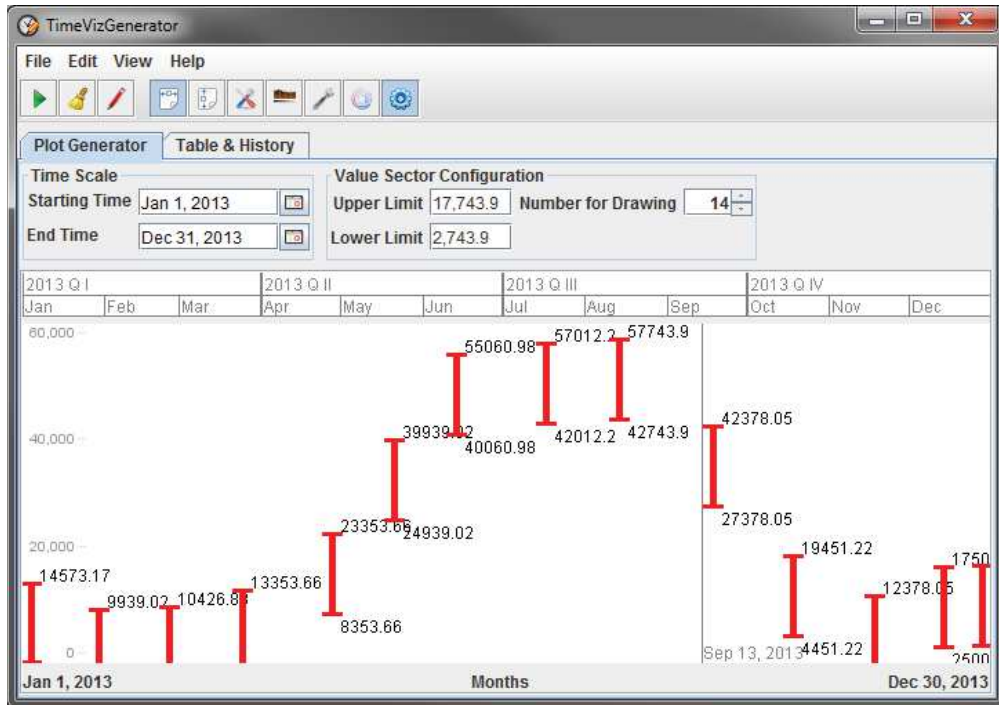 TimeVizGenerator
File Edit View Help
Plot Generator Table & History
Time Scale Value Sector Configuration
Starting Time Jan 1, 2013 Upper Limit 17,743.9 Number for Drawing 14
End Time Dec 31, 2013 Lower Limit 2,743.9
2013 Q I 2013 Q II 2013 Q III 2013 Q IV
Jan Feb Mar Apr May Jun Jul Aug Sep Oct Nov Dec
60,000
55060.98 57012.2 57743.9
42378.05
40,000 39939.02 40060.98 42012.2 42743.9
27378.05
23353.66 24939.02
20,000 19451.22
14573.17 13353.66 1750
9939.02 10426.83 12378.05
8353.66
0 Sep 13, 2013 4451.22 2500
Jan 1, 2013 Months Dec 30, 2013